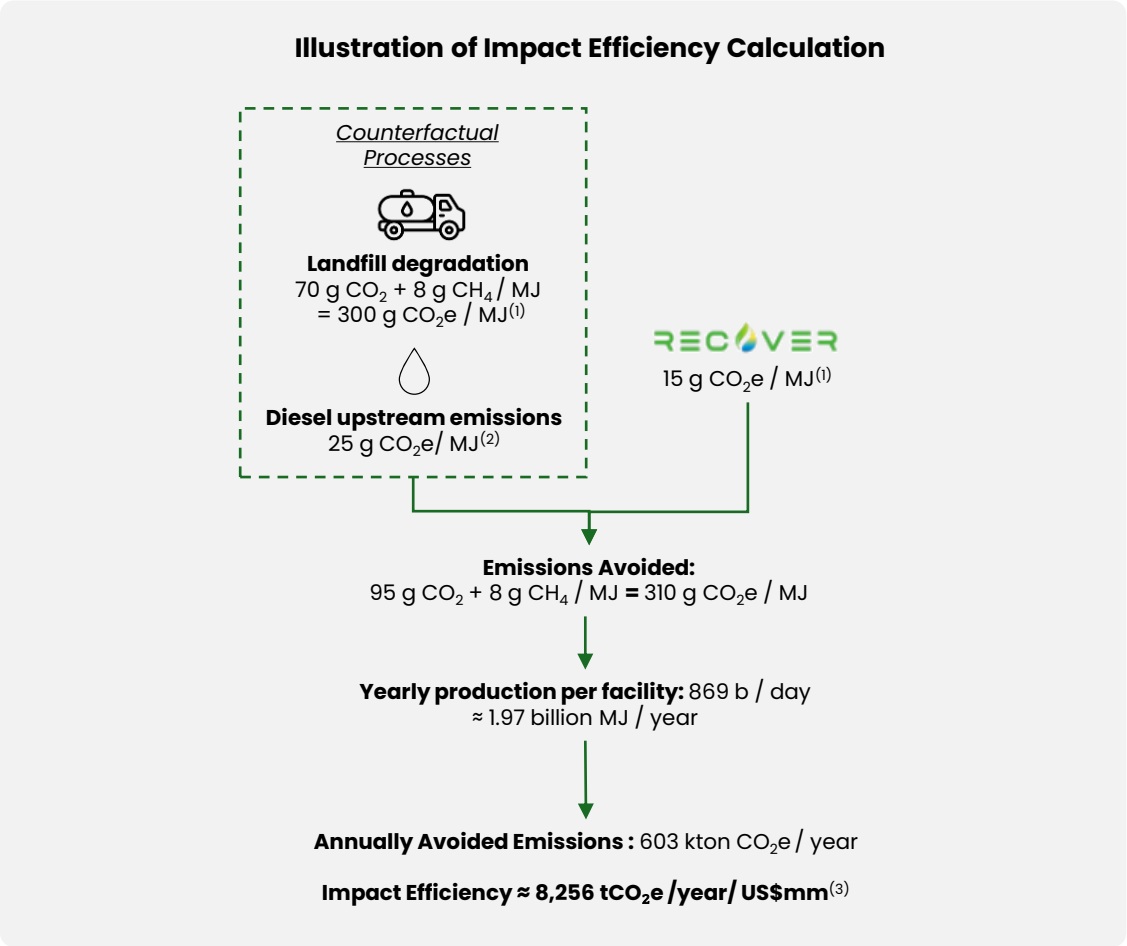 Illustration of Impact Efficiency Calculation
Counterfactual
Processes
Landfill degradation
70 g CO₂ + 8 g CH₄ / MJ
= 300 g CO₂e / MJ⁽¹⁾
Diesel upstream emissions
25 g CO₂e/ MJ⁽²⁾
RECOVER
15 g CO₂e / MJ⁽¹⁾
Emissions Avoided:
95 g CO₂ + 8 g CH₄ / MJ = 310 g CO₂e / MJ
Yearly production per facility: 869 b / day
≈ 1.97 billion MJ / year
Annually Avoided Emissions : 603 kton CO₂e / year
Impact Efficiency ≈ 8,256 tCO₂e /year/ US$mm⁽³⁾